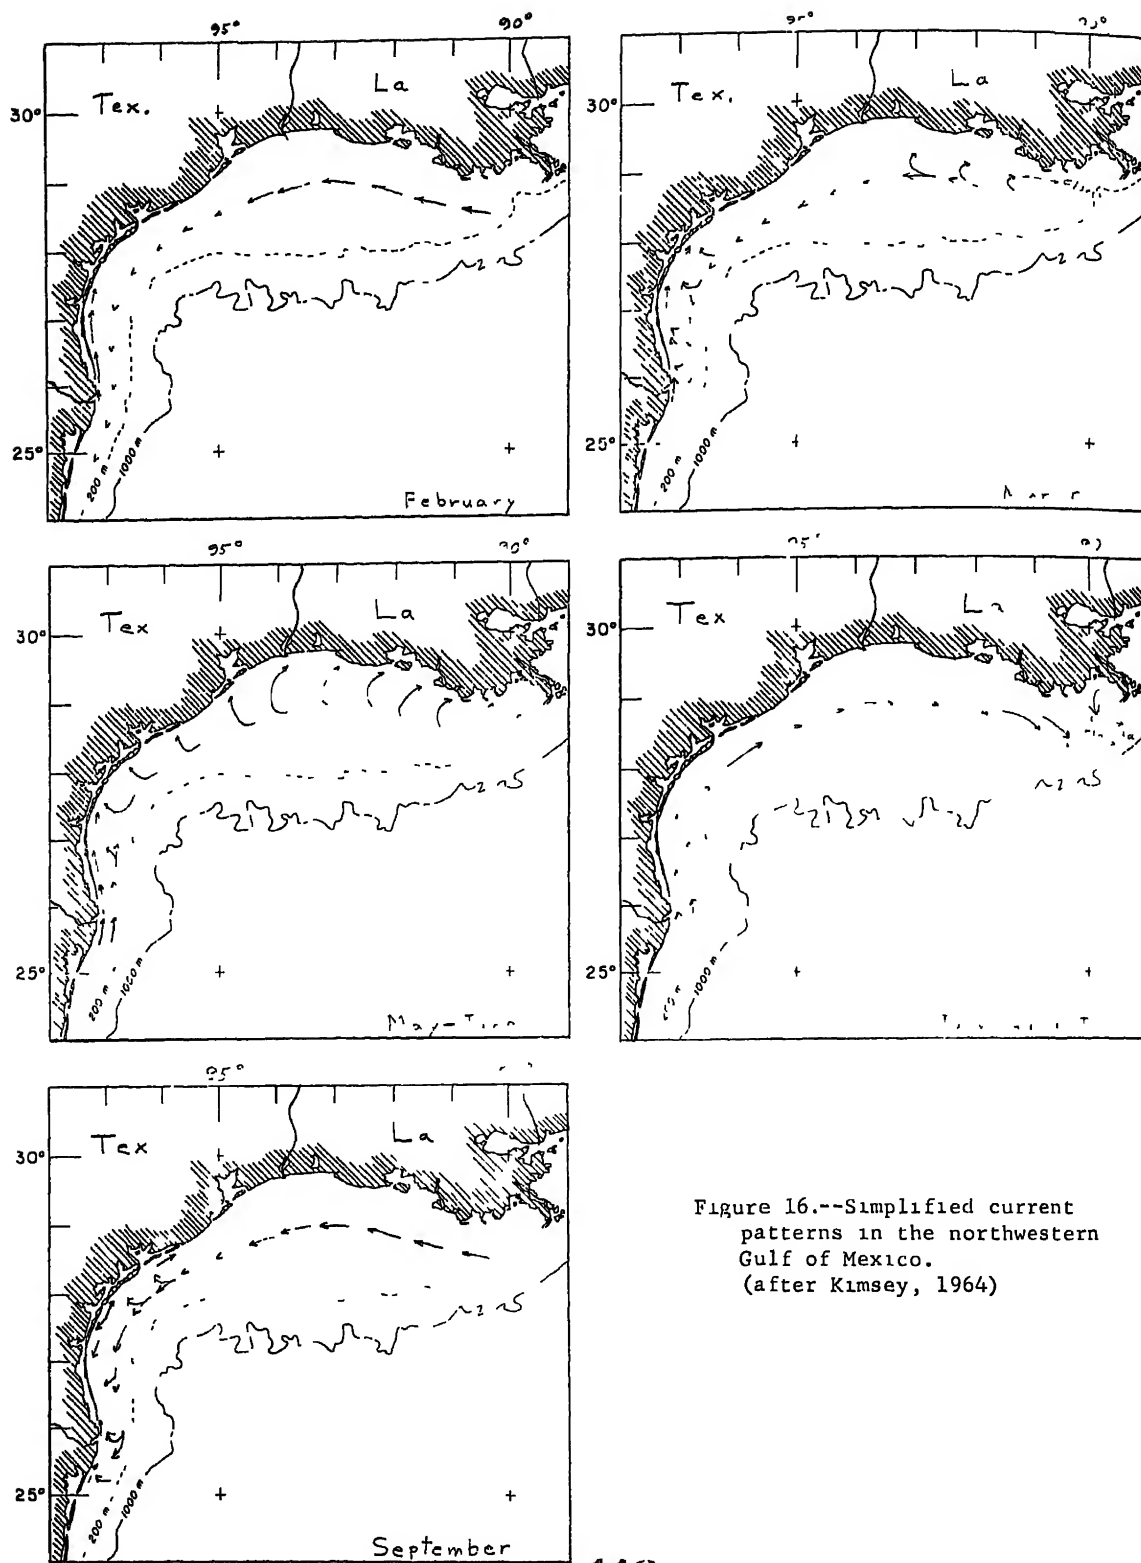 95° 90°
Tex. La
30°
25°
200 m 1000 m
February
Tex. La
30°
25°
200 m 1000 m
95°
Tex La
30°
25°
200 m 1000 m
Tex La
30°
25°
1000 m
95°
Tex La
30°
25°
200 m 1000 m
September
Figure 16.--Simplified current
patterns in the northwestern
Gulf of Mexico.
(after Kimsey, 1964)